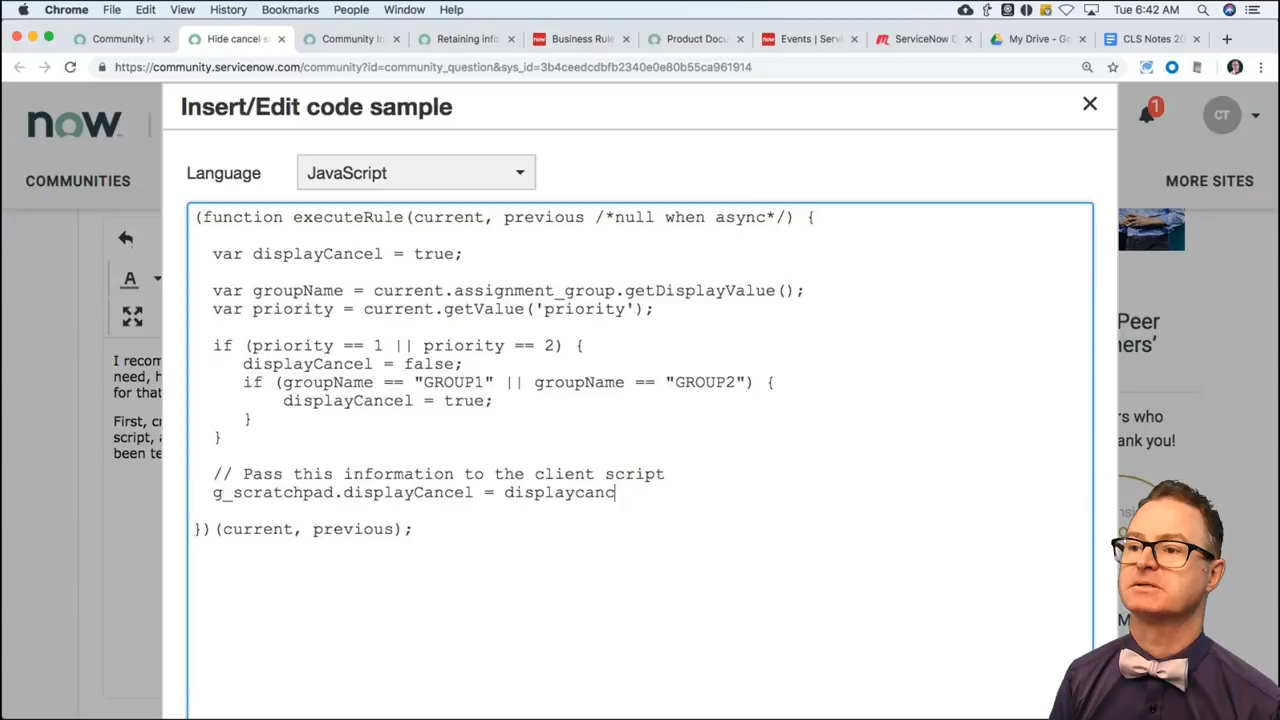 Chrome File Edit View History Bookmarks People Window Help Tue 6:42 AM
Community H Hide cancel s Community In Retaining info Business Rule Product Docu Events | Servi ServiceNow D My Drive - Go CLS Notes 20
https://community.servicenow.com/community?id=community_question&sys_id=3b4ceedcdbfb2340e0e80b55ca961914
now
Insert/Edit code sample
1
CT
COMMUNITIES
MORE SITES
Language JavaScript
(function executeRule(current, previous /*null when async*/) {
var displayCancel = true;
var groupName = current.assignment_group.getDisplayValue();
var priority = current.getValue('priority');
if (priority == 1 || priority == 2) {
displayCancel = false;
if (groupName == "GROUP1" || groupName == "GROUP2") {
displayCancel = true;
}
}
// Pass this information to the client script
g_scratchpad.displayCancel = displaycanc
})(current, previous);
A
I recom
need, h
for that
First, cr
script, a
been te
Peer
ners'
rs who
ank you!